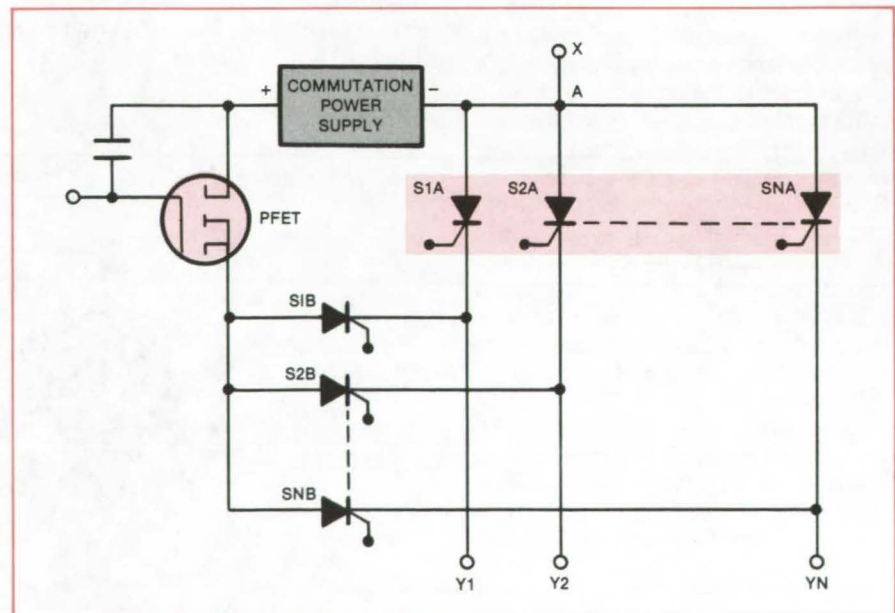 X
+ COMMUTATION POWER SUPPLY −
A
S1A
S2A
SNA
PFET
SIB
S2B
SNB
Y1
Y2
YN